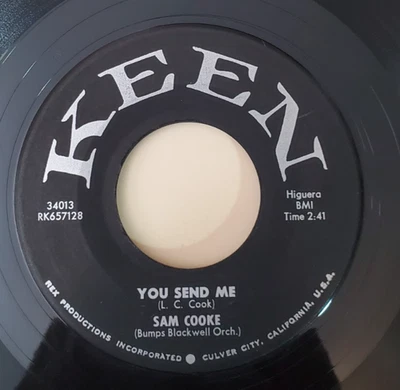 KEEN
34013
RK657128
Higuera
BMI
Time 2:41
YOU SEND ME
(L. C. Cook)
SAM COOKE
(Bumps Blackwell Orch.)
REX PRODUCTIONS INCORPORATED ● CULVER CITY, CALIFORNIA, U.S.A.